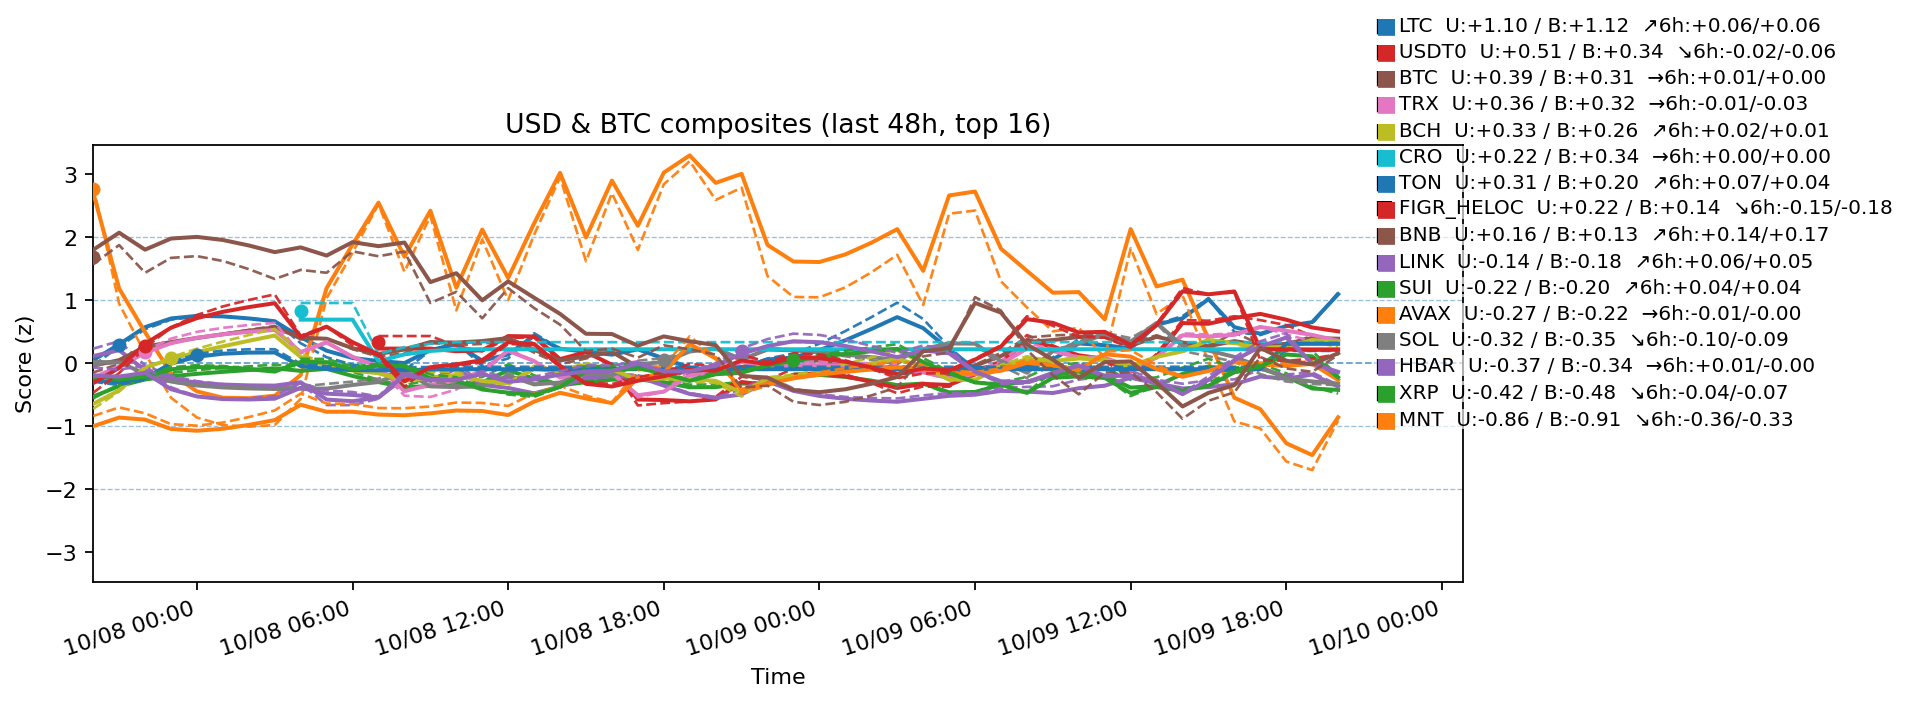 LTC U:+1.10 / B:+1.12 ↗6h:+0.06/+0.06
USDT0 U:+0.51 / B:+0.34 ↘6h:-0.02/-0.06
BTC U:+0.39 / B:+0.31 →6h:+0.01/+0.00
TRX U:+0.36 / B:+0.32 →6h:-0.01/-0.03
BCH U:+0.33 / B:+0.26 ↗6h:+0.02/+0.01
CRO U:+0.22 / B:+0.34 →6h:+0.00/+0.00
TON U:+0.31 / B:+0.20 ↗6h:+0.07/+0.04
FIGR_HELOC U:+0.22 / B:+0.14 ↘6h:-0.15/-0.18
BNB U:+0.16 / B:+0.13 ↗6h:+0.14/+0.17
LINK U:-0.14 / B:-0.18 ↗6h:+0.06/+0.05
SUI U:-0.22 / B:-0.20 ↗6h:+0.04/+0.04
AVAX U:-0.27 / B:-0.22 →6h:-0.01/-0.00
SOL U:-0.32 / B:-0.35 ↘6h:-0.10/-0.09
HBAR U:-0.37 / B:-0.34 →6h:+0.01/-0.00
XRP U:-0.42 / B:-0.48 ↘6h:-0.04/-0.07
MNT U:-0.86 / B:-0.91 ↘6h:-0.36/-0.33
USD & BTC composites (last 48h, top 16)
Score (z)
3
2
1
0
−1
−2
−3
10/08 00:00
10/08 06:00
10/08 12:00
10/08 18:00
10/09 00:00
10/09 06:00
10/09 12:00
10/09 18:00
10/10 00:00
Time